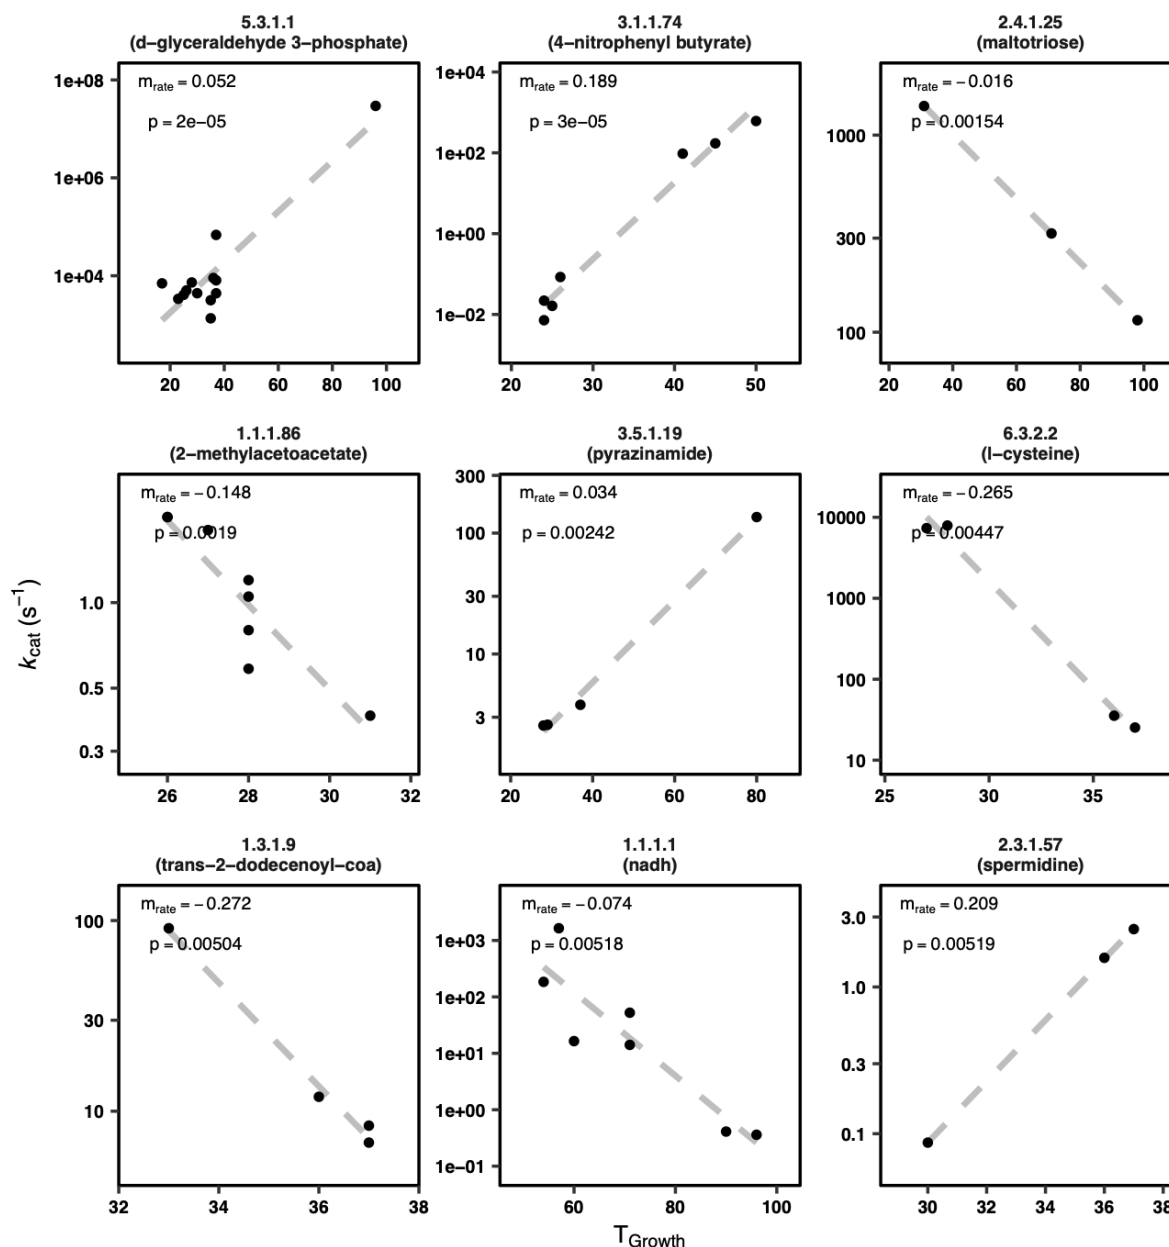 5.3.1.1
(d−glyceraldehyde 3−phosphate)
m_rate = 0.052
p = 2e−05
1e+08
1e+06
1e+04
20 40 60 80 100
3.1.1.74
(4−nitrophenyl butyrate)
m_rate = 0.189
p = 3e−05
1e+04
1e+02
1e+00
1e−02
20 30 40 50
2.4.1.25
(maltotriose)
m_rate = −0.016
p = 0.00154
1000
300
100
20 40 60 80 100
1.1.1.86
(2−methylacetoacetate)
m_rate = −0.148
p = 0.0019
1.0
0.5
0.3
26 28 30 32
3.5.1.19
(pyrazinamide)
m_rate = 0.034
p = 0.00242
300
100
30
10
3
20 40 60 80
6.3.2.2
(l−cysteine)
m_rate = −0.265
p = 0.00447
10000
1000
100
10
25 30 35
k_cat (s⁻¹)
1.3.1.9
(trans−2−dodecenoyl−coa)
m_rate = −0.272
p = 0.00504
100
30
10
32 34 36 38
1.1.1.1
(nadh)
m_rate = −0.074
p = 0.00518
1e+03
1e+02
1e+01
1e+00
1e−01
60 80 100
2.3.1.57
(spermidine)
m_rate = 0.209
p = 0.00519
3.0
1.0
0.3
0.1
30 32 34 36 38
T_Growth